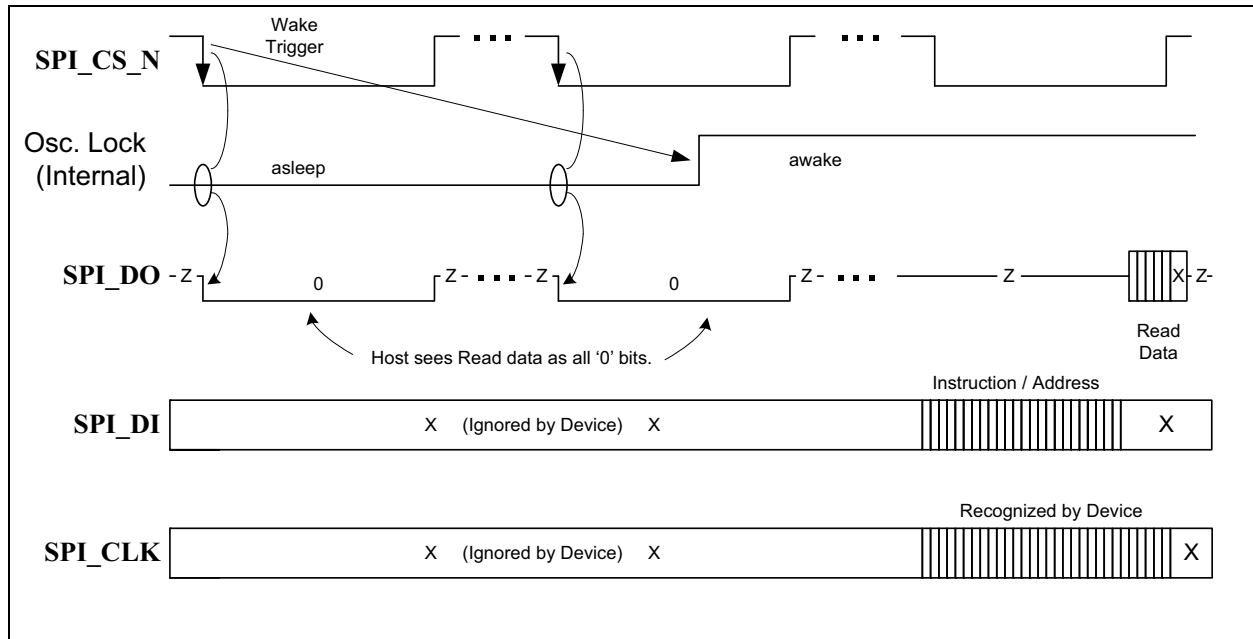 Wake
Trigger
SPI_CS_N
Osc. Lock
(Internal)
asleep
awake
SPI_DO
Z
0
Z
Z
0
Z
Z
X
Z
Host sees Read data as all ‘0’ bits.
Read
Data
Instruction / Address
SPI_DI
X (Ignored by Device) X
X
Recognized by Device
SPI_CLK
X (Ignored by Device) X
X